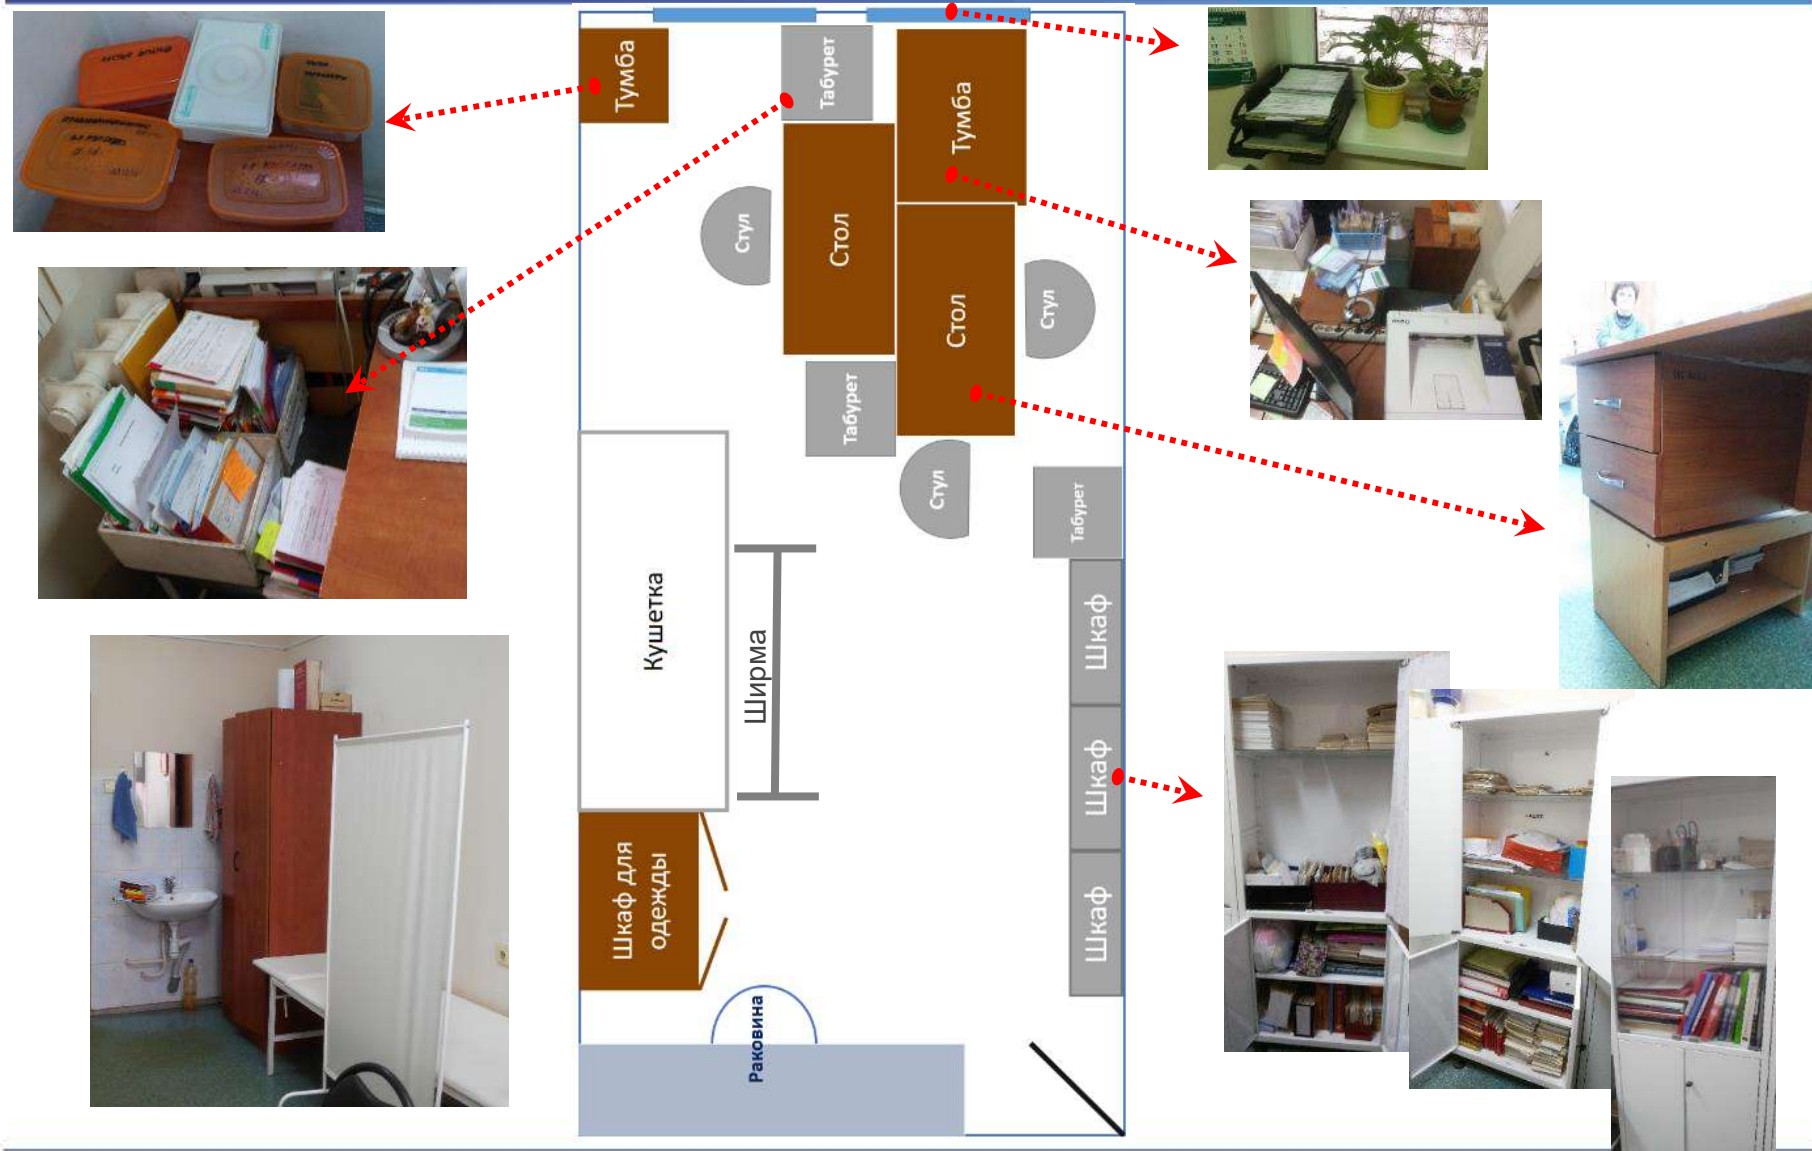 Тумба
Табурет
Тумба
Стул
Стол
Стол
Стул
Табурет
Стул
Табурет
Кушетка
Ширма
Шкаф
Шкаф
Шкаф
Шкаф для
одежды
Раковина